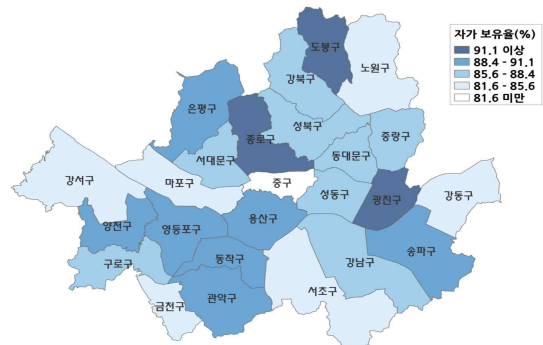 자가 보유율(%)
91.1 이상
88.4 - 91.1
85.6 - 88.4
81.6 - 85.6
81.6 미만
도봉구
노원구
강북구
은평구
성북구
종로구
중랑구
서대문구
동대문구
강서구
마포구
중구
성동구
광진구
강동구
양천구
영등포구
용산구
송파구
구로구
동작구
강남구
금천구
관악구
서초구